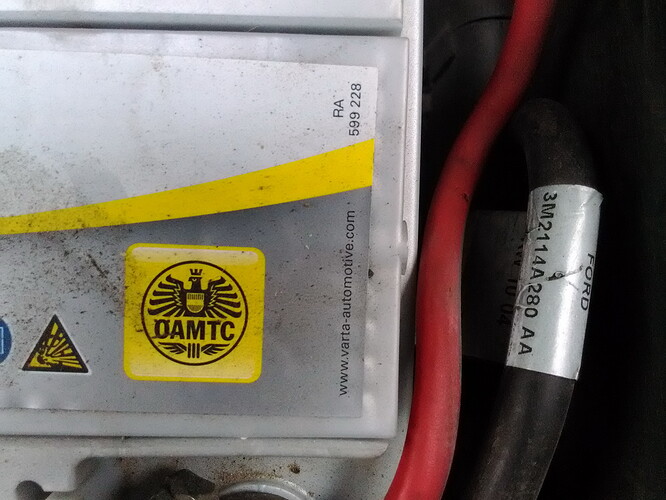 RA
599 228
ÖAMTC
www.varta-automotive.com
FORD
3M2114A280 AA